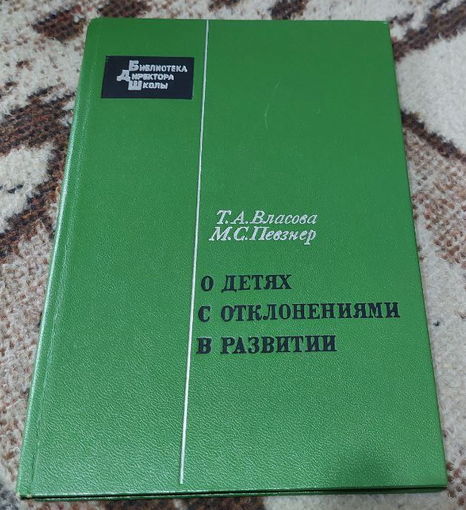 Библиотека
Директора
Школы
Т.А.Власова
М.С.Певзнер
О ДЕТЯХ
С ОТКЛОНЕНИЯМИ
В РАЗВИТИИ